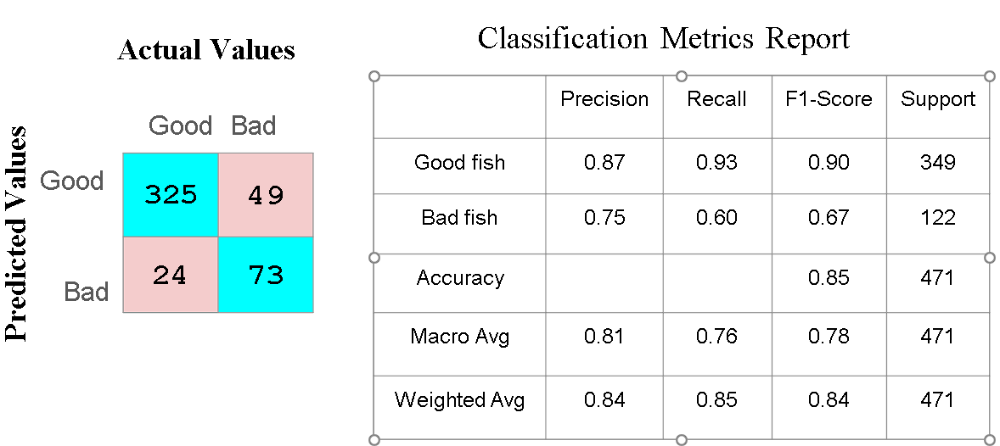 Actual Values
Good Bad
Predicted Values
Good 325 49
Bad 24 73
Classification Metrics Report
Precision Recall F1-Score Support
Good fish 0.87 0.93 0.90 349
Bad fish 0.75 0.60 0.67 122
Accuracy 0.85 471
Macro Avg 0.81 0.76 0.78 471
Weighted Avg 0.84 0.85 0.84 471